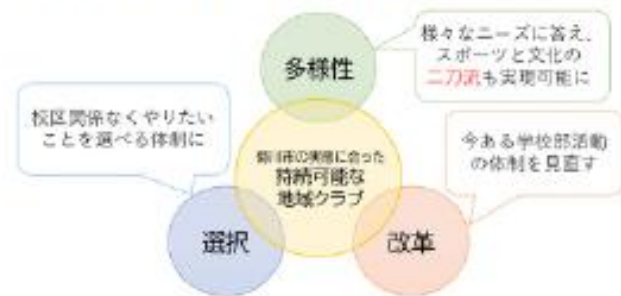 様々なニーズに答え、
スポーツと文化の
二刀流も実現可能に
多様性
校区関係なくやりたい
ことを選べる体制に
市の実態に合った
持続可能な
地域クラブ
今ある学校部活動
の体制を見直す
選択
改革